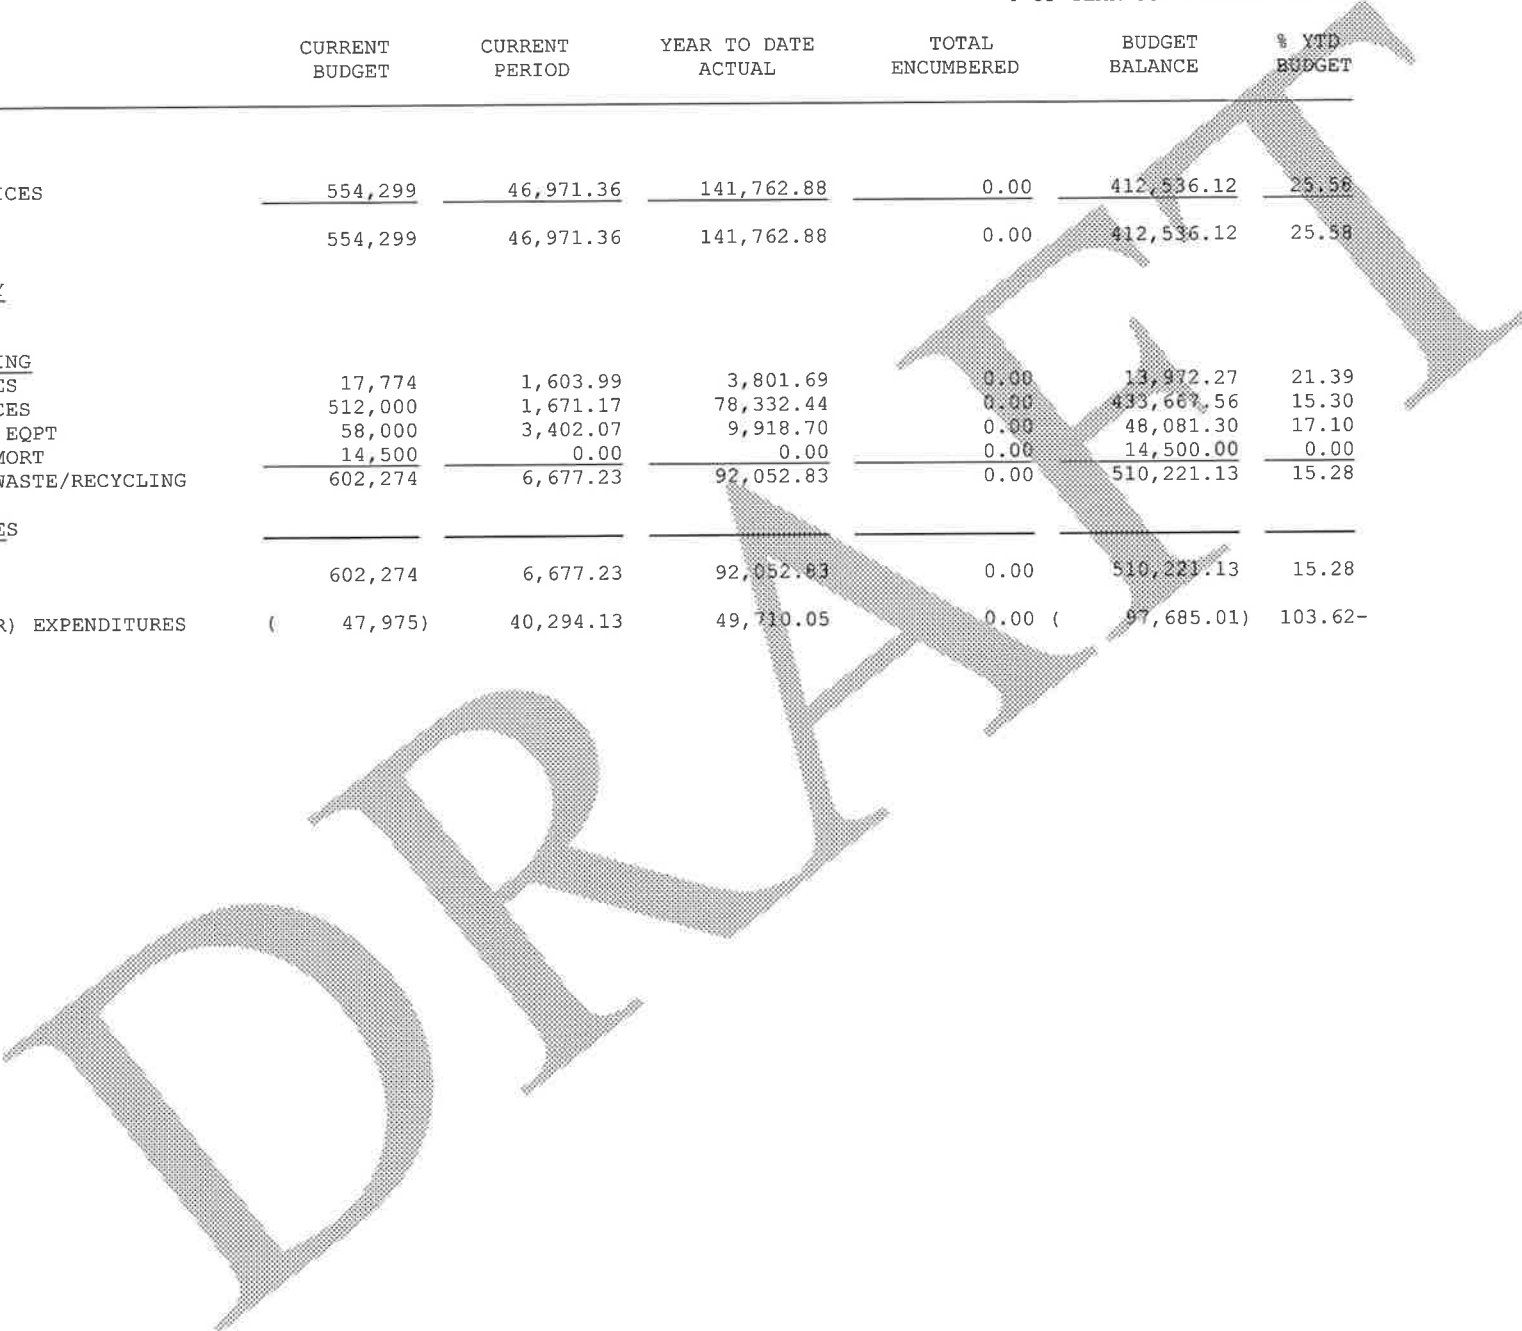 CURRENT CURRENT YEAR TO DATE TOTAL BUDGET % YTD
BUDGET PERIOD ACTUAL ENCUMBERED BALANCE BUDGET
ICES 554,299 46,971.36 141,762.88 0.00 412,536.12 25.58
554,299 46,971.36 141,762.88 0.00 412,536.12 25.58
Y
ING
ES 17,774 1,603.99 3,801.69 0.00 13,972.27 21.39
CES 512,000 1,671.17 78,332.44 0.00 433,667.56 15.30
EQPT 58,000 3,402.07 9,918.70 0.00 48,081.30 17.10
MORT 14,500 0.00 0.00 0.00 14,500.00 0.00
WASTE/RECYCLING 602,274 6,677.23 92,052.83 0.00 510,221.13 15.28
ES
602,274 6,677.23 92,052.83 0.00 510,221.13 15.28
R) EXPENDITURES ( 47,975) 40,294.13 49,710.05 0.00 ( 97,685.01) 103.62-
DRAFT